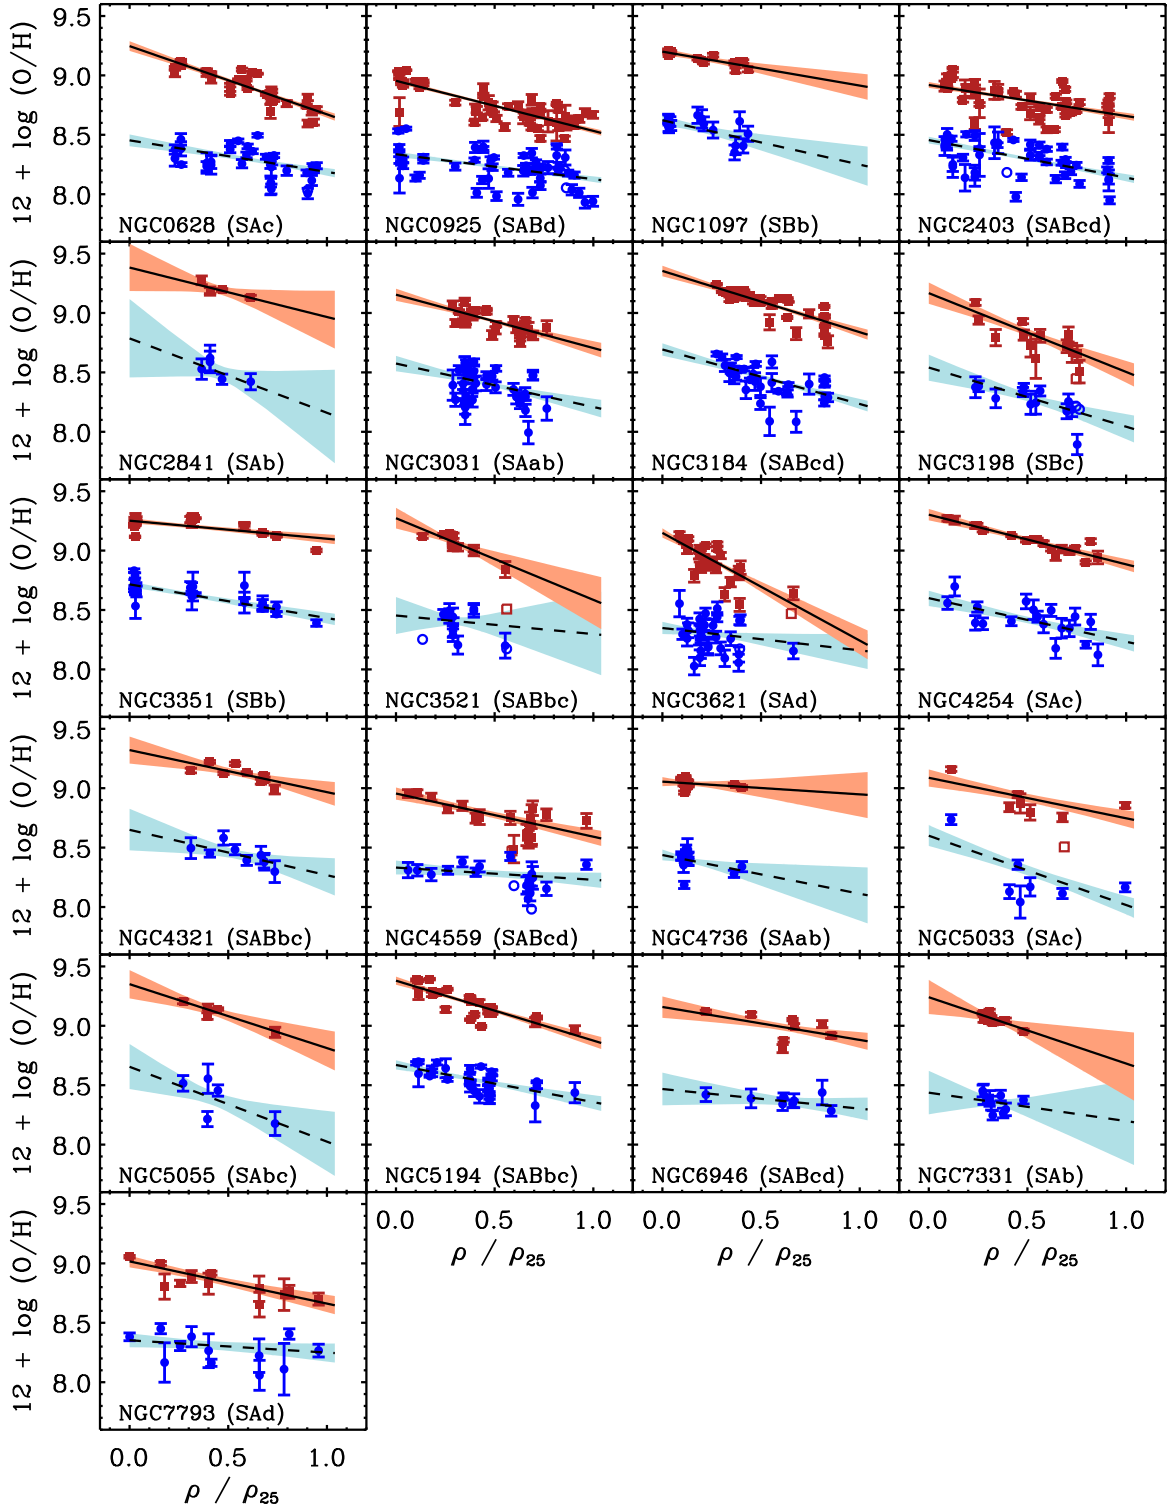 12 + log (O/H)
9.5
9.0
8.5
8.0
NGC0628 (SAc)
NGC0925 (SABd)
NGC1097 (SBb)
NGC2403 (SABcd)
12 + log (O/H)
9.5
9.0
8.5
8.0
NGC2841 (SAb)
NGC3031 (SAab)
NGC3184 (SABcd)
NGC3198 (SBc)
12 + log (O/H)
9.5
9.0
8.5
8.0
NGC3351 (SBb)
NGC3521 (SABbc)
NGC3621 (SAd)
NGC4254 (SAc)
12 + log (O/H)
9.5
9.0
8.5
8.0
NGC4321 (SABbc)
NGC4559 (SABcd)
NGC4736 (SAab)
NGC5033 (SAc)
12 + log (O/H)
9.5
9.0
8.5
8.0
NGC5055 (SAbc)
NGC5194 (SABbc)
NGC6946 (SABcd)
NGC7331 (SAb)
0.0 0.5 1.0
ρ / ρ25
0.0 0.5 1.0
ρ / ρ25
0.0 0.5 1.0
ρ / ρ25
12 + log (O/H)
9.5
9.0
8.5
8.0
NGC7793 (SAd)
0.0 0.5 1.0
ρ / ρ25